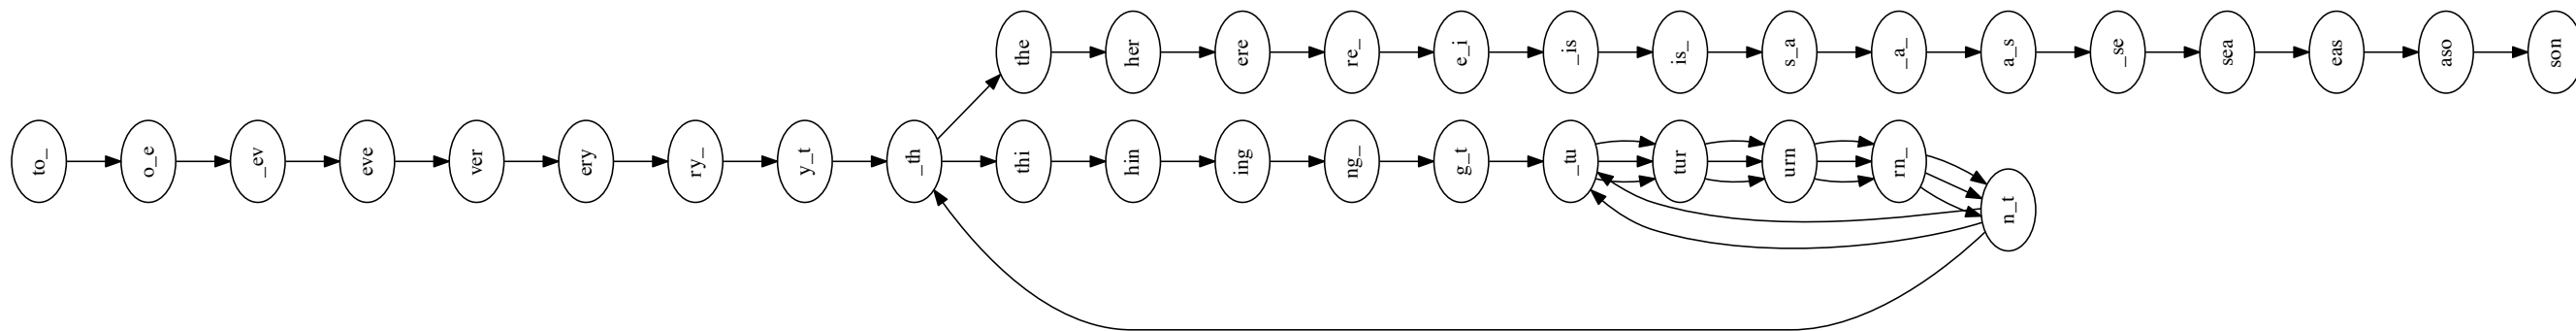 the
her
ere
re_
e_i
_is
is_
s_a
_a_
a_s
_se
sea
eas
aso
son
to_
o_e
_ev
eve
ver
ery
ry_
y_t
_th
thi
hin
ing
ng_
g_t
_tu
tur
urn
rn_
n_t